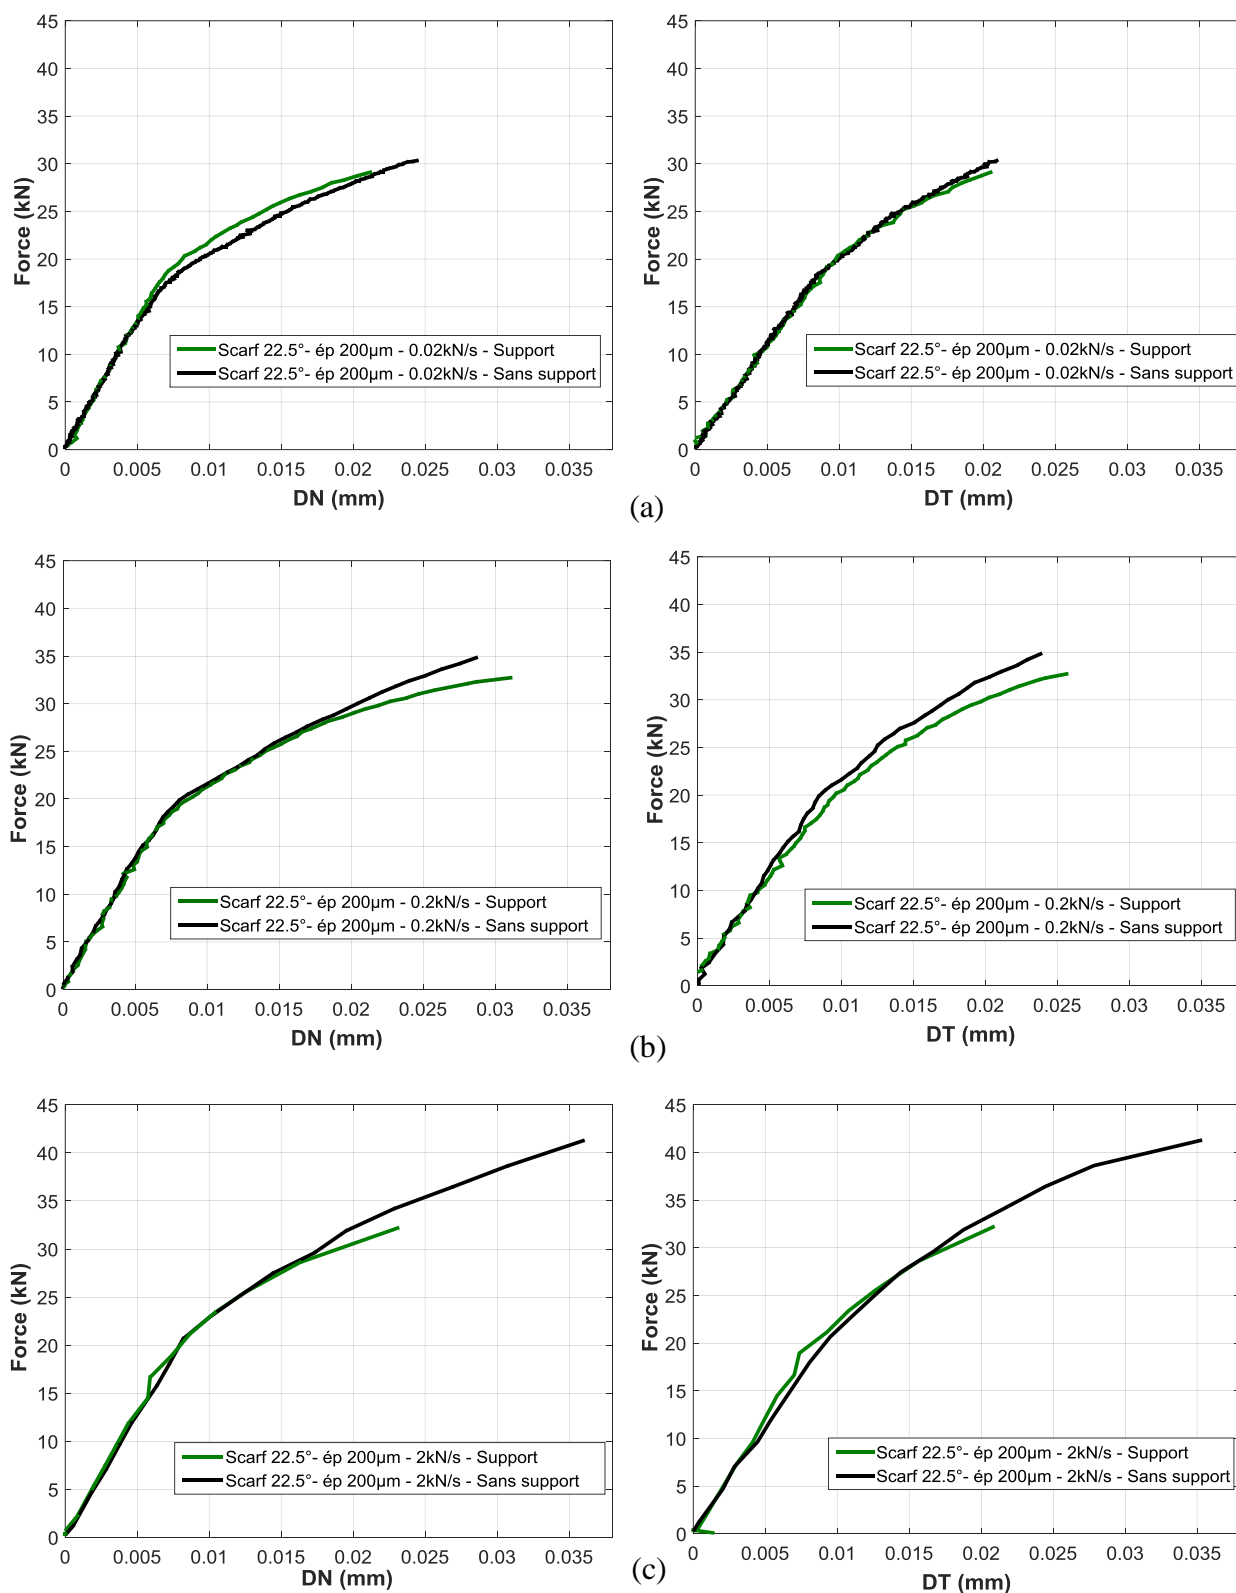 45
40
35
30
25
20
15
10
5
0
Force (kN)
Scarf 22.5°- ép 200µm - 0.02kN/s - Support
Scarf 22.5°- ép 200µm - 0.02kN/s - Sans support
0 0.005 0.01 0.015 0.02 0.025 0.03 0.035
DN (mm)
45
40
35
30
25
20
15
10
5
0
Force (kN)
Scarf 22.5°- ép 200µm - 0.02kN/s - Support
Scarf 22.5°- ép 200µm - 0.02kN/s - Sans support
0 0.005 0.01 0.015 0.02 0.025 0.03 0.035
DT (mm)
(a)
45
40
35
30
25
20
15
10
5
0
Force (kN)
Scarf 22.5°- ép 200µm - 0.2kN/s - Support
Scarf 22.5°- ép 200µm - 0.2kN/s - Sans support
0 0.005 0.01 0.015 0.02 0.025 0.03 0.035
DN (mm)
45
40
35
30
25
20
15
10
5
0
Force (kN)
Scarf 22.5°- ép 200µm - 0.2kN/s - Support
Scarf 22.5°- ép 200µm - 0.2kN/s - Sans support
0 0.005 0.01 0.015 0.02 0.025 0.03 0.035
DT (mm)
(b)
45
40
35
30
25
20
15
10
5
0
Force (kN)
Scarf 22.5°- ép 200µm - 2kN/s - Support
Scarf 22.5°- ép 200µm - 2kN/s - Sans support
0 0.005 0.01 0.015 0.02 0.025 0.03 0.035
DN (mm)
45
40
35
30
25
20
15
10
5
0
Force (kN)
Scarf 22.5°- ép 200µm - 2kN/s - Support
Scarf 22.5°- ép 200µm - 2kN/s - Sans support
0 0.005 0.01 0.015 0.02 0.025 0.03 0.035
DT (mm)
(c)